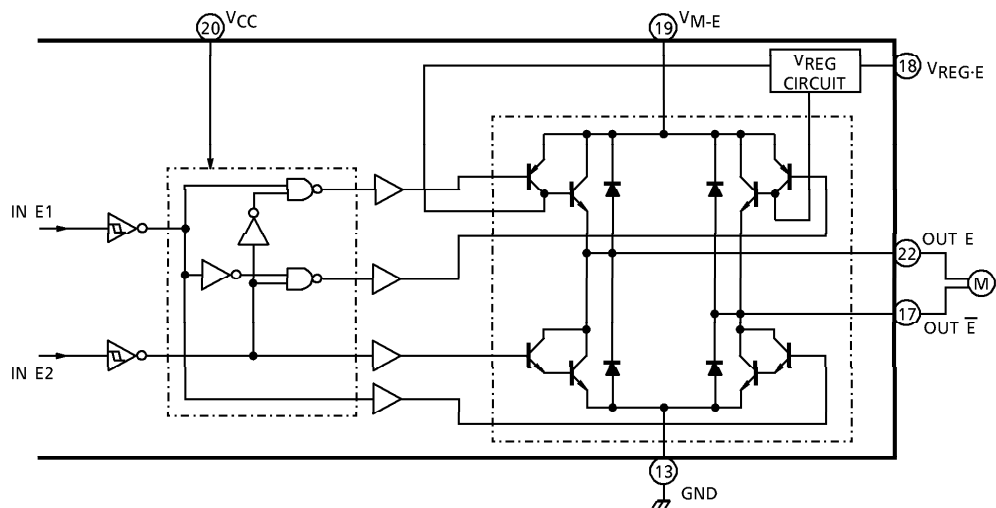 20 VCC
19 VM-E
VREG
CIRCUIT
18 VREG·E
IN E1
OUT E
22
M
17
OUT E̅
IN E2
13
GND